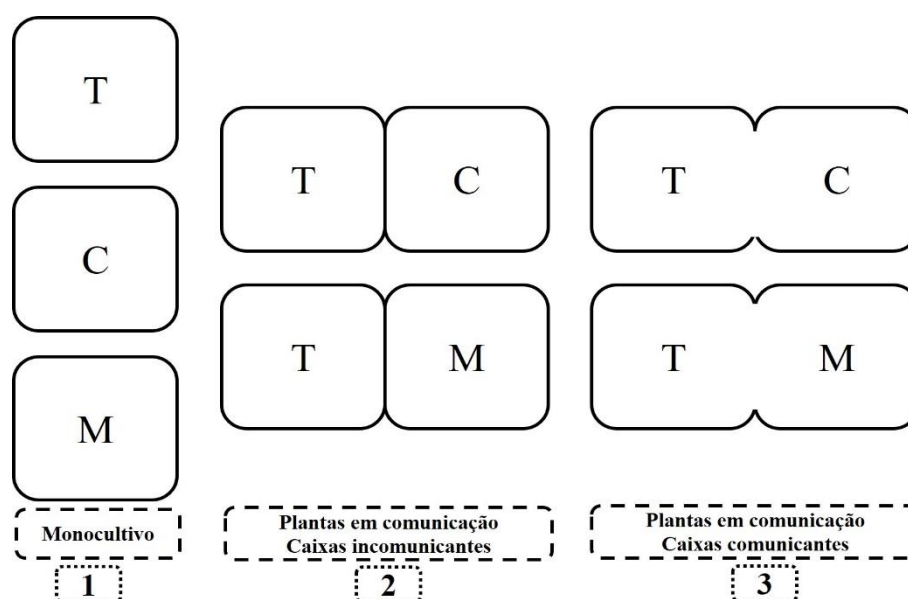 T
C
M
T C
T M
T C
T M
Monocultivo
1
Plantas em comunicação
Caixas incomunicantes
2
Plantas em comunicação
Caixas comunicantes
3